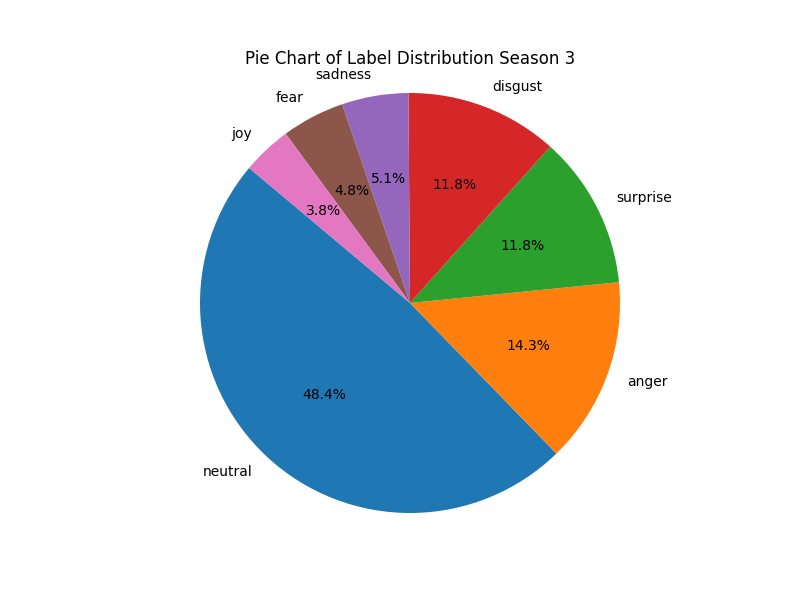 Pie Chart of Label Distribution Season 3
sadness
disgust
fear
joy
5.1%
11.8%
4.8%
surprise
3.8%
11.8%
14.3%
anger
48.4%
neutral